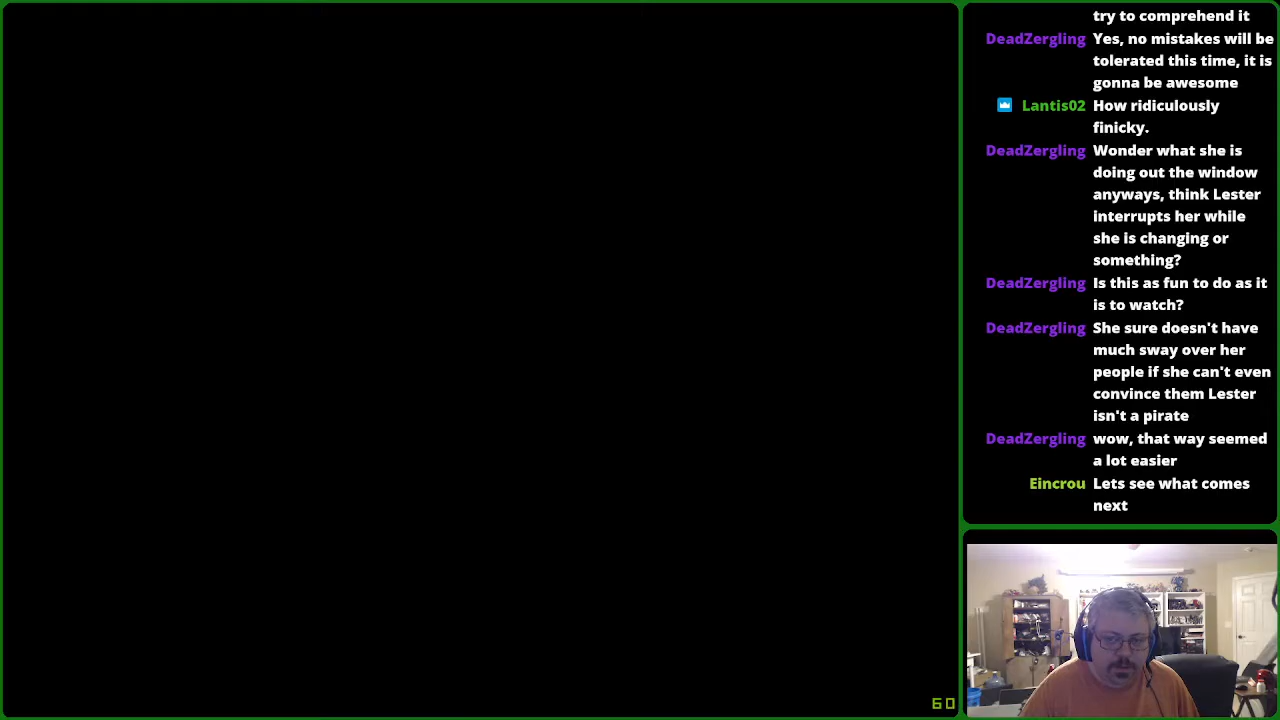 try to comprehend it
DeadZergling Yes, no mistakes will be
tolerated this time, it is
gonna be awesome
Lantis02 How ridiculously
finicky.
DeadZergling Wonder what she is
doing out the window
anyways, think Lester
interrupts her while
she is changing or
something?
DeadZergling Is this as fun to do as it
is to watch?
DeadZergling She sure doesn't have
much sway over her
people if she can't even
convince them Lester
isn't a pirate
DeadZergling wow, that way seemed
a lot easier
Eincrou Lets see what comes
next
60